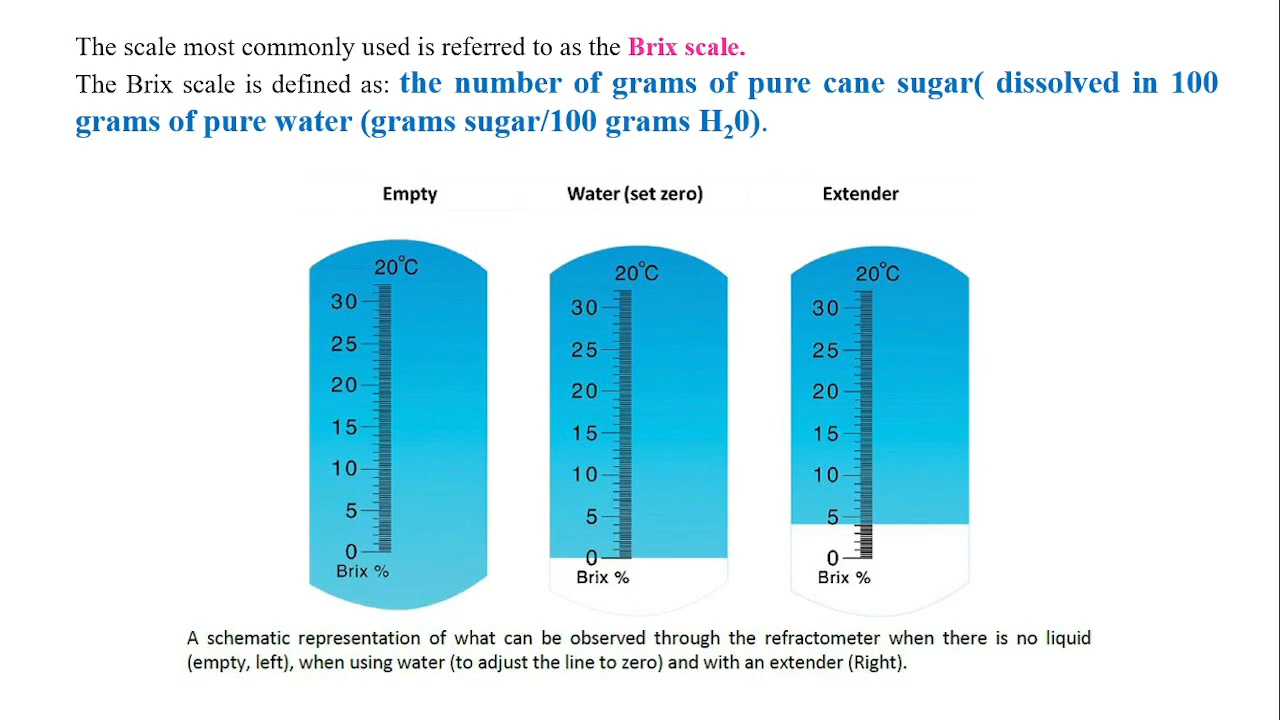 The scale most commonly used is referred to as the Brix scale.
The Brix scale is defined as: the number of grams of pure cane sugar( dissolved in 100
grams of pure water (grams sugar/100 grams H₂0).
Empty
Water (set zero)
Extender
20°C
30
25
20
15
10
5
0
Brix %
20°C
30
25
20
15
10
5
0
Brix %
20°C
30
25
20
15
10
5
0
Brix %
A schematic representation of what can be observed through the refractometer when there is no liquid
(empty, left), when using water (to adjust the line to zero) and with an extender (Right).